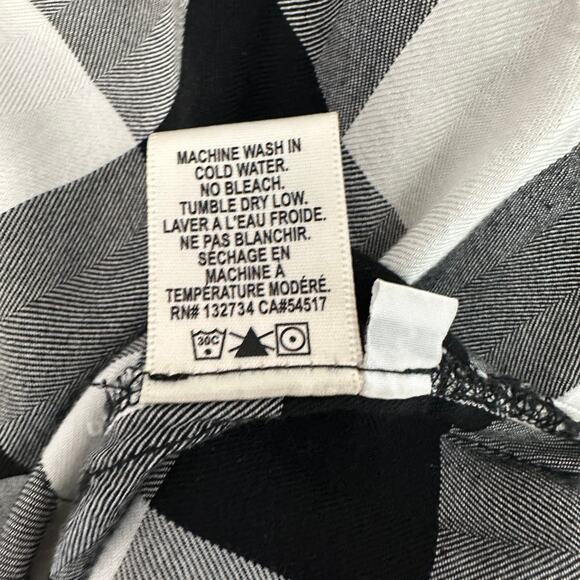 MACHINE WASH IN
COLD WATER.
NO BLEACH.
TUMBLE DRY LOW.
LAVER A L'EAU FROIDE.
NE PAS BLANCHIR.
SÉCHAGE EN
MACHINE A
TEMPÉRATURE MODÉRÉ.
RN# 132734 CA#54517
30C